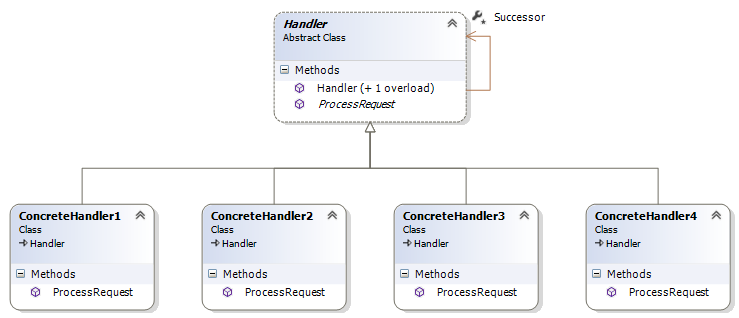 Handler
Abstract Class
Successor
Methods
Handler (+ 1 overload)
ProcessRequest
ConcreteHandler1
Class
Handler
Methods
ProcessRequest
ConcreteHandler2
Class
Handler
Methods
ProcessRequest
ConcreteHandler3
Class
Handler
Methods
ProcessRequest
ConcreteHandler4
Class
Handler
Methods
ProcessRequest